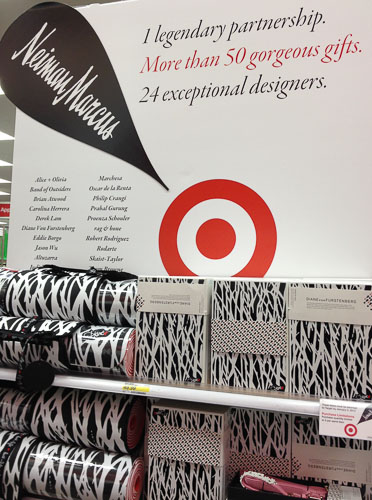 Neiman Marcus
1 legendary partnership.
More than 50 gorgeous gifts.
24 exceptional designers.
Alice + Olivia
Band of Outsiders
Brian Atwood
Carolina Herrera
Derek Lam
Diane Von Furstenberg
Eddie Borgo
Jason Wu
Altuzarra
Marchesa
Oscar de la Renta
Philip Crangi
Prabal Gurung
Proenza Schouler
rag & bone
Robert Rodriguez
Rodarte
Skaist-Taylor
Thom Browne
DIANE VON FURSTENBERG